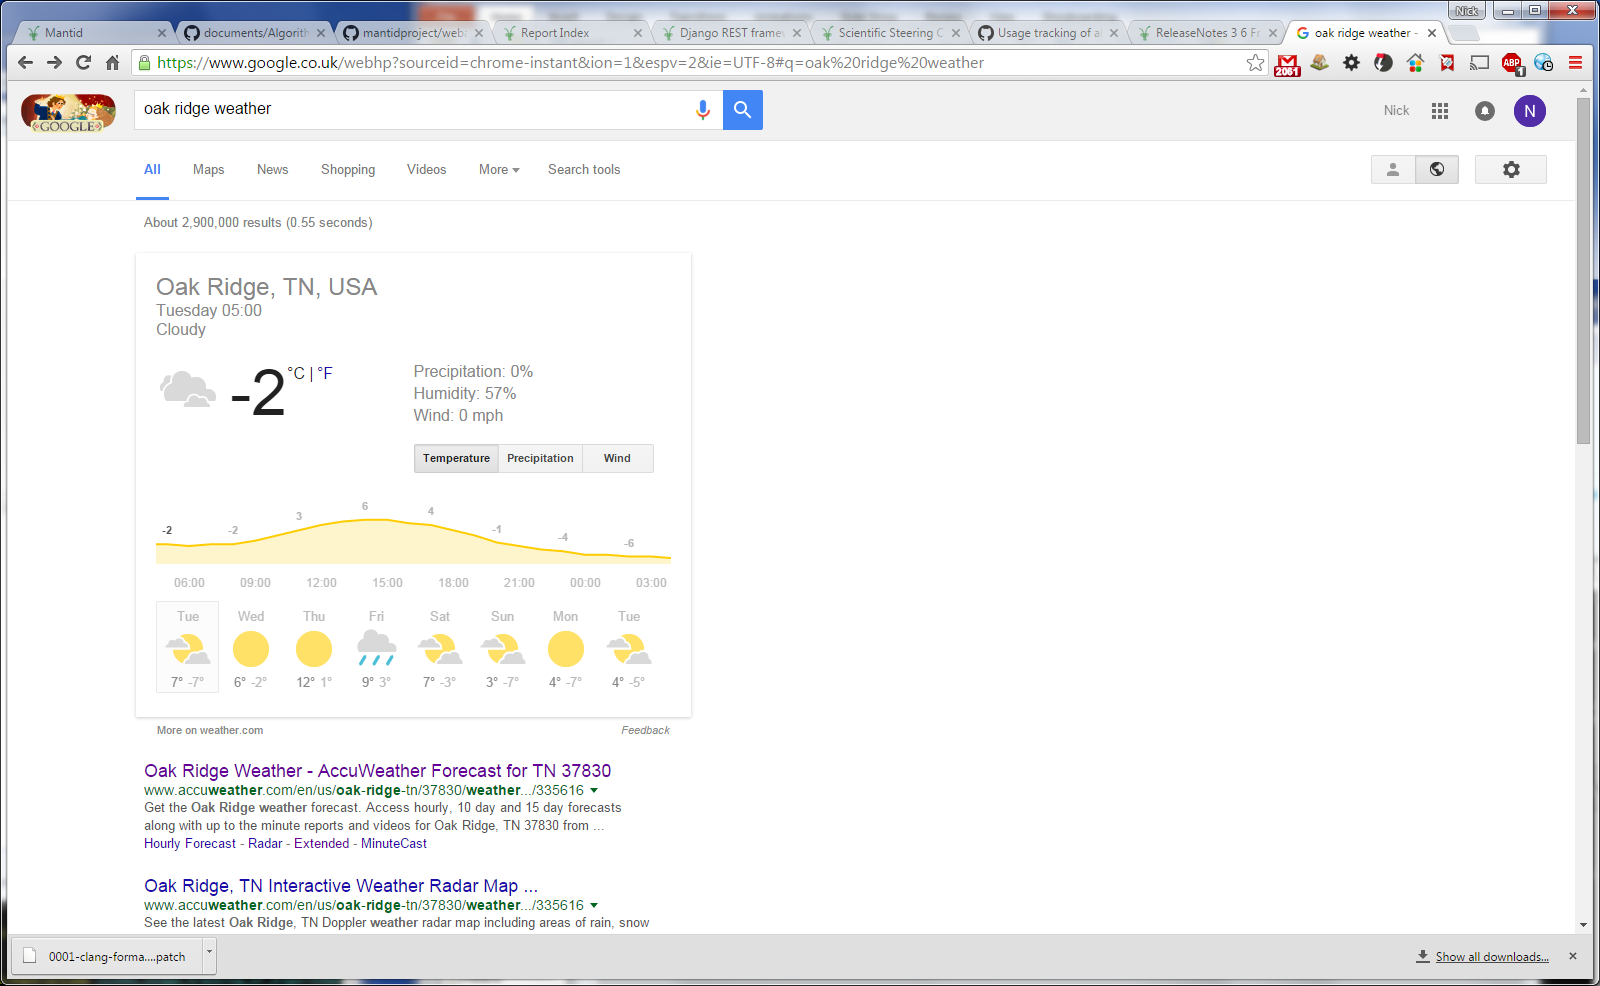 Nick
Mantid
documents/Algorith
mantidproject/weba
Report Index
Django REST framew
Scientific Steering C
Usage tracking of al
ReleaseNotes 3 6 Fr
oak ridge weather -
https://www.google.co.uk/webhp?sourceid=chrome-instant&ion=1&espv=2&ie=UTF-8#q=oak%20ridge%20weather
2081
ABP
1
GOOGLE
oak ridge weather
Nick
N
All
Maps
News
Shopping
Videos
More
Search tools
About 2,900,000 results (0.55 seconds)
Oak Ridge, TN, USA
Tuesday 05:00
Cloudy
-2 °C | °F
Precipitation: 0%
Humidity: 57%
Wind: 0 mph
Temperature
Precipitation
Wind
-2 -2 3 6 4 -1 -4 -6
06:00 09:00 12:00 15:00 18:00 21:00 00:00 03:00
Tue Wed Thu Fri Sat Sun Mon Tue
7° -7° 6° -2° 12° 1° 9° 3° 7° -3° 3° -7° 4° -7° 4° -5°
More on weather.com
Feedback
Oak Ridge Weather - AccuWeather Forecast for TN 37830
www.accuweather.com/en/us/oak-ridge-tn/37830/weather.../335616
Get the Oak Ridge weather forecast. Access hourly, 10 day and 15 day forecasts
along with up to the minute reports and videos for Oak Ridge, TN 37830 from ...
Hourly Forecast - Radar - Extended - MinuteCast
Oak Ridge, TN Interactive Weather Radar Map ...
www.accuweather.com/en/us/oak-ridge-tn/37830/weather.../335616
See the latest Oak Ridge, TN Doppler weather radar map including areas of rain, snow
0001-clang-forma....patch
Show all downloads...